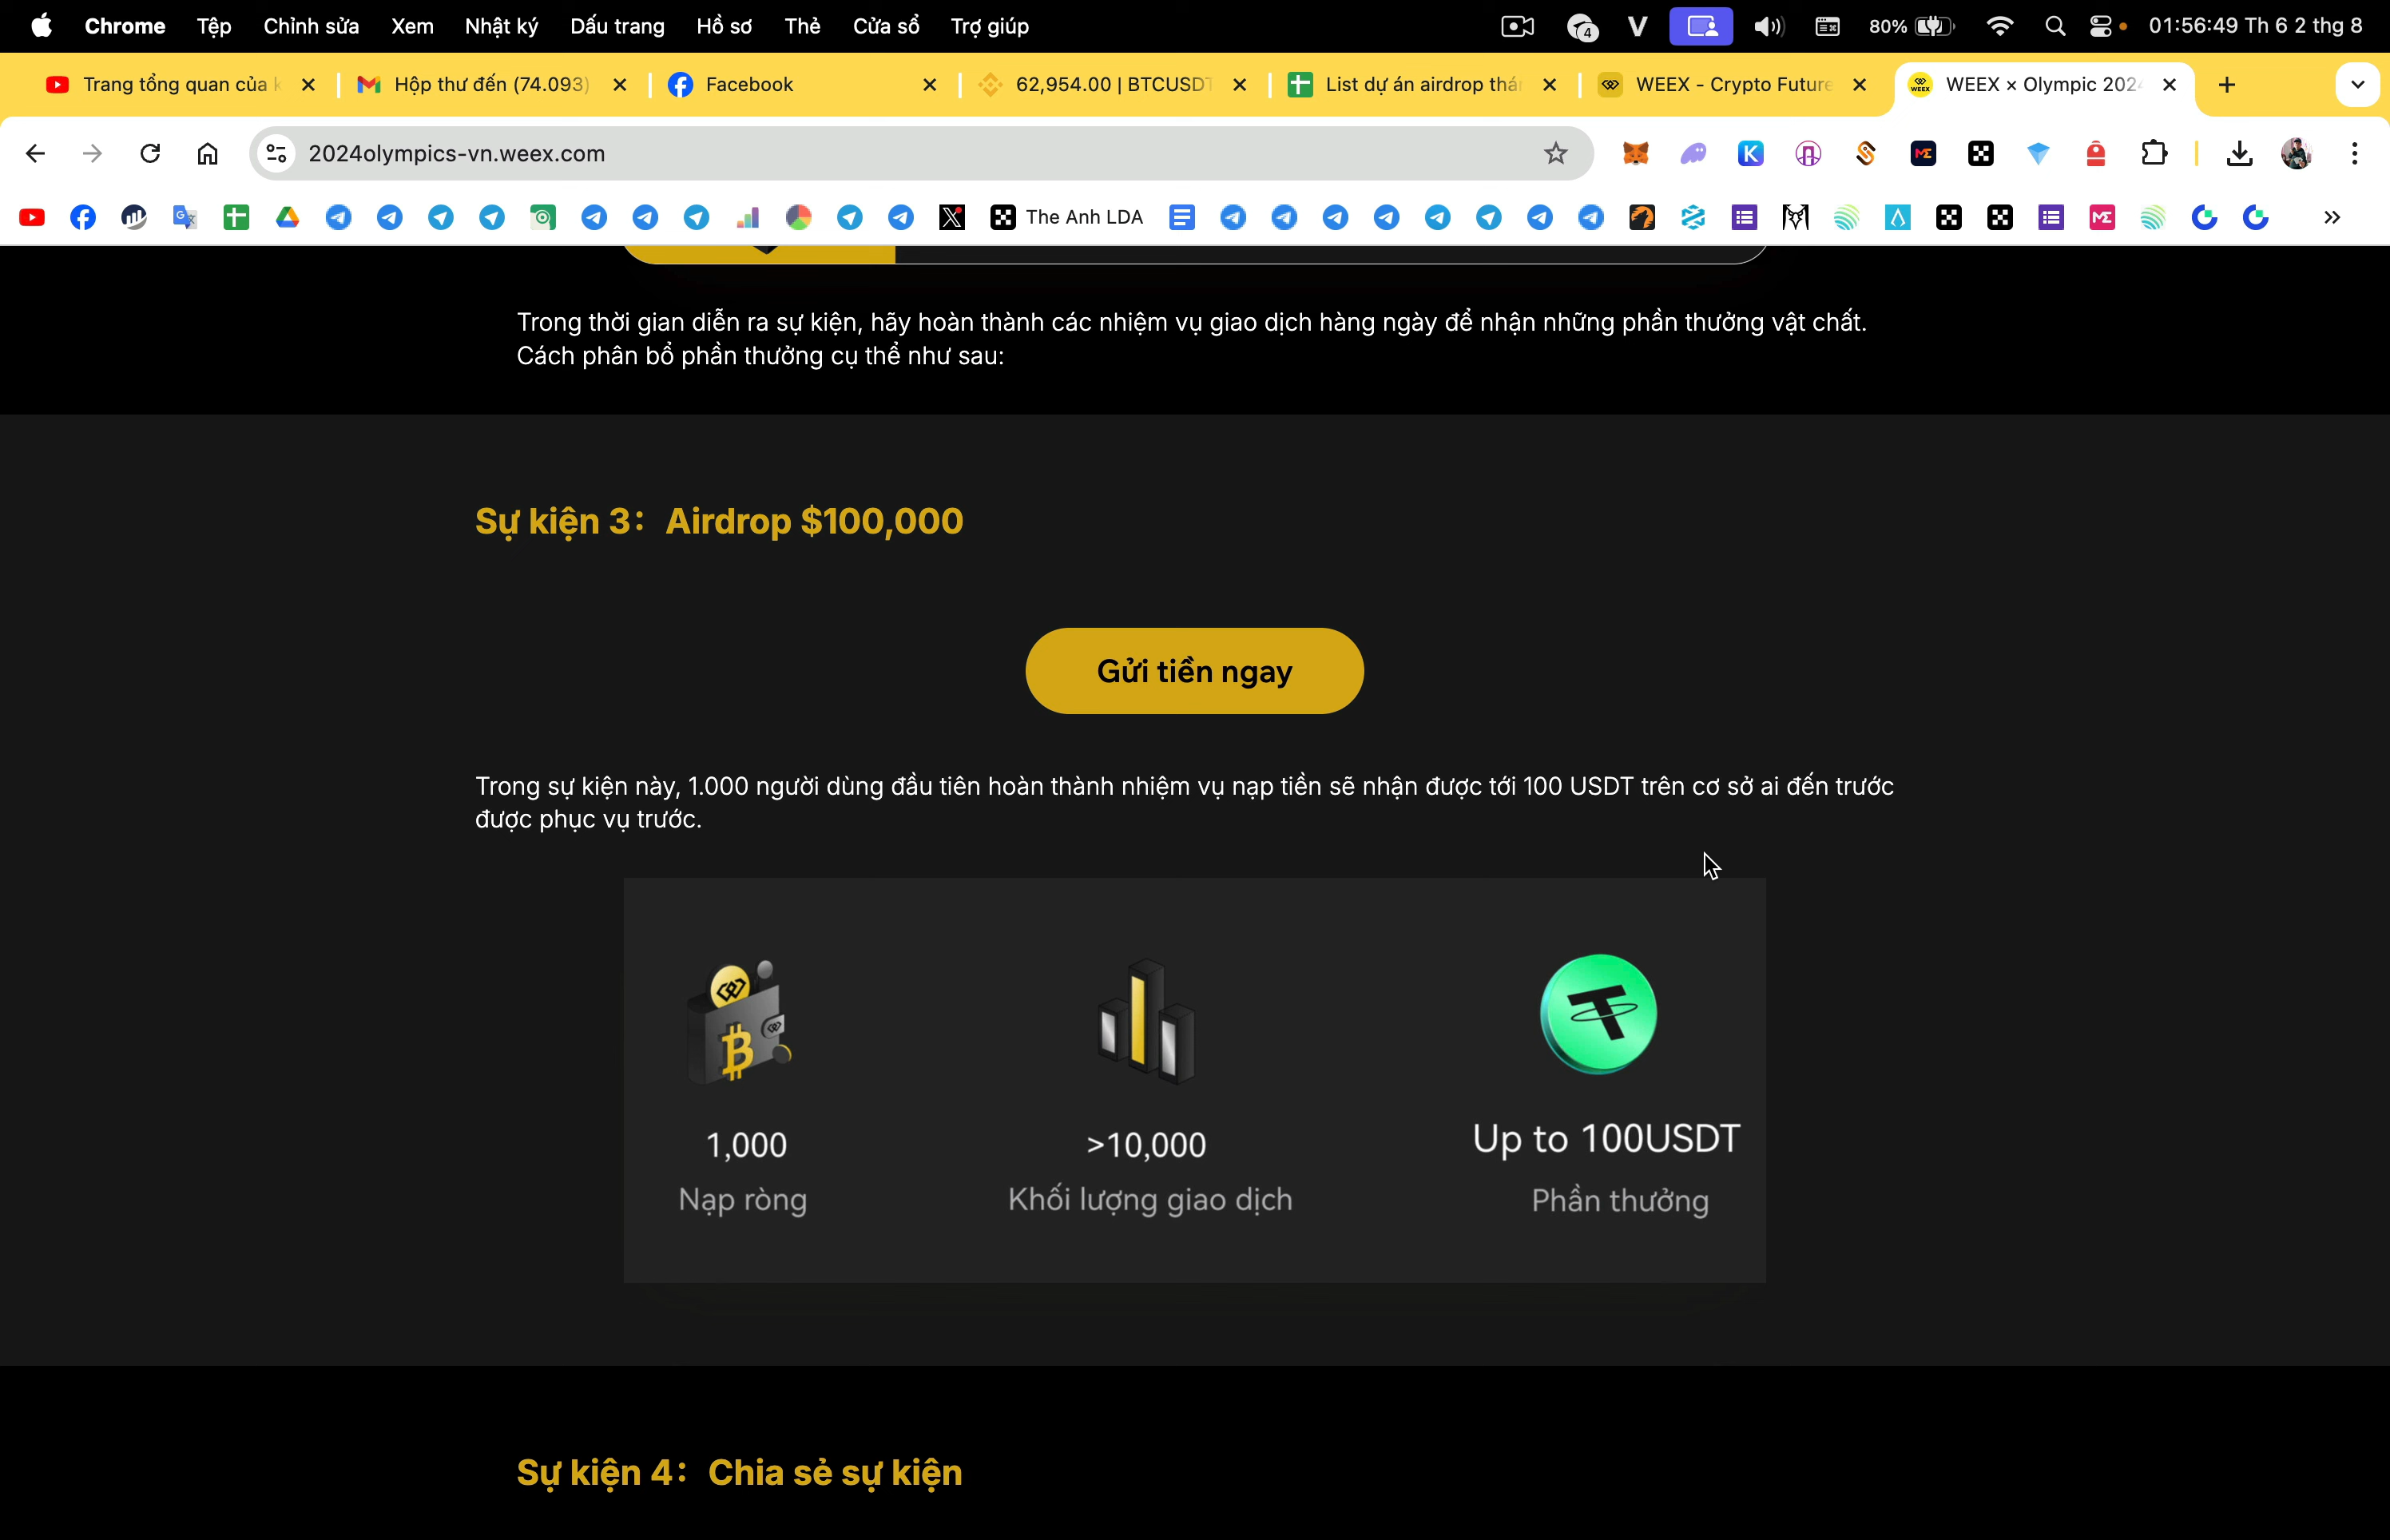 Chrome Tệp Chỉnh sửa Xem Nhật ký Dấu trang Hồ sơ Thẻ Cửa sổ Trợ giúp 4 V 80% 01:56:49 Th 6 2 thg 8
Trang tổng quan của Hộp thư đến (74.093) Facebook 62,954.00 | BTCUSDT List dự án airdrop WEEX - Crypto Future WEEX × Olympic 202
2024olympics-vn.weex.com
The Anh LDA
Trong thời gian diễn ra sự kiện, hãy hoàn thành các nhiệm vụ giao dịch hàng ngày để nhận những phần thưởng vật chất.
Cách phân bổ phần thưởng cụ thể như sau:
Sự kiện 3： Airdrop $100,000
Gửi tiền ngay
Trong sự kiện này, 1.000 người dùng đầu tiên hoàn thành nhiệm vụ nạp tiền sẽ nhận được tới 100 USDT trên cơ sở ai đến trước
được phục vụ trước.
1,000 >10,000 Up to 100USDT
Nạp ròng Khối lượng giao dịch Phần thưởng
Sự kiện 4： Chia sẻ sự kiện